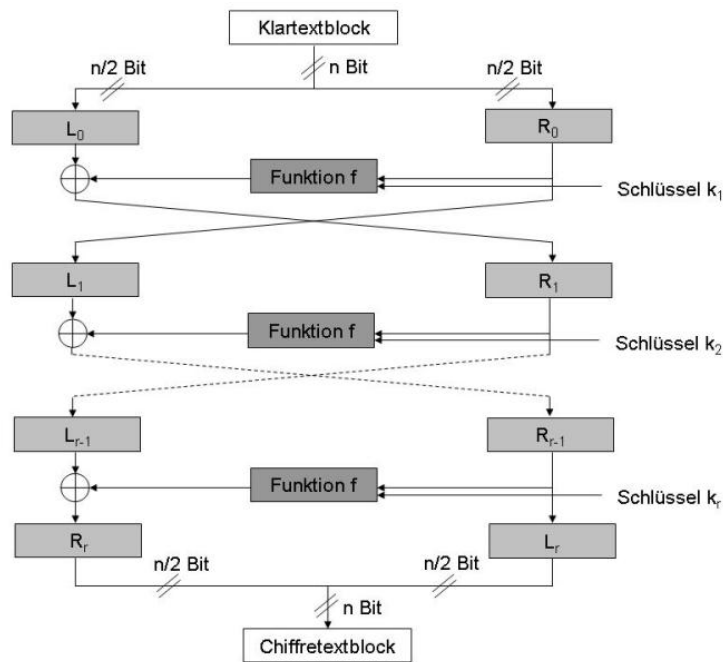 Klartextblock
n/2 Bit
n Bit
n/2 Bit
L₀
R₀
Funktion f
Schlüssel k₁
L₁
R₁
Funktion f
Schlüssel k₂
Lᵣ₋₁
Rᵣ₋₁
Funktion f
Schlüssel kᵣ
Rᵣ
Lᵣ
n/2 Bit
n/2 Bit
n Bit
Chiffretextblock